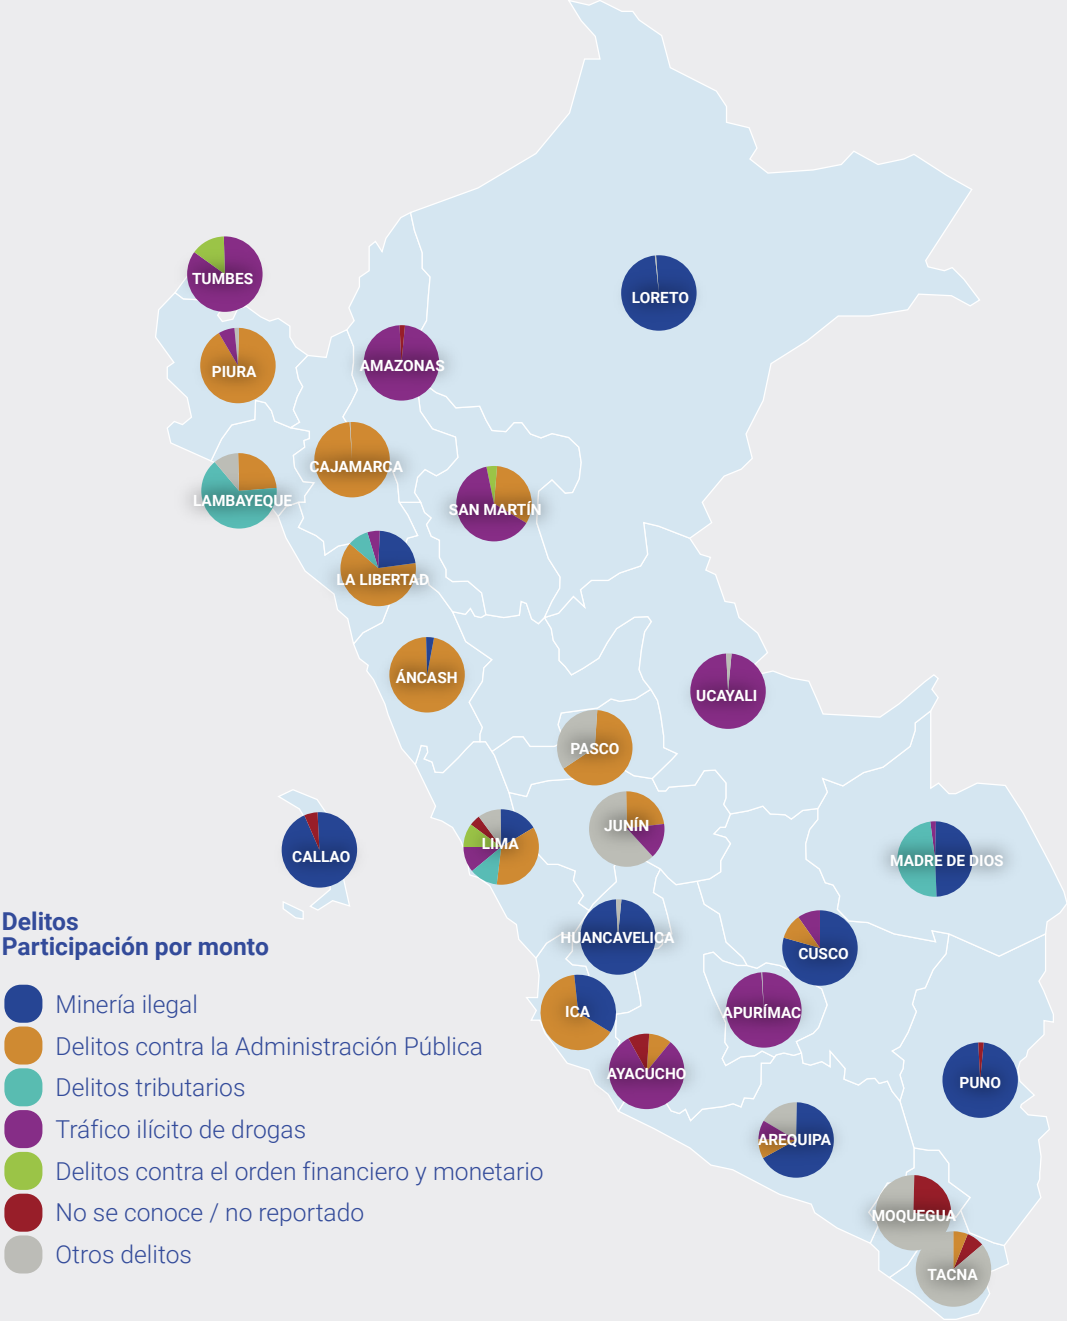 TUMBES
LORETO
PIURA
AMAZONAS
CAJAMARCA
LAMBAYEQUE
SAN MARTÍN
LA LIBERTAD
ÁNCASH
UCAYALI
PASCO
JUNÍN
LIMA
CALLAO
MADRE DE DIOS
HUANCAVELICA
CUSCO
ICA
APURÍMAC
AYACUCHO
PUNO
AREQUIPA
MOQUEGUA
TACNA
Delitos
Participación por monto
Minería ilegal
Delitos contra la Administración Pública
Delitos tributarios
Tráfico ilícito de drogas
Delitos contra el orden financiero y monetario
No se conoce / no reportado
Otros delitos